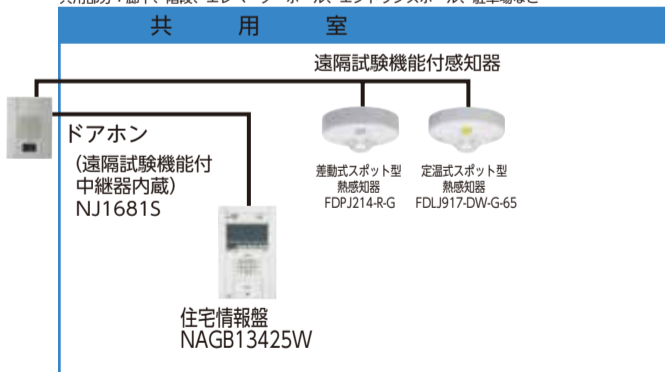 共用室
遠隔試験機能付感知器
ドアホン
(遠隔試験機能付
中継器内蔵)
NJ1681S
差動式スポット型
熱感知器
FDPJ214-R-G
定温式スポット型
熱感知器
FDLJ917-DW-G-65
住宅情報盤
NAGB13425W